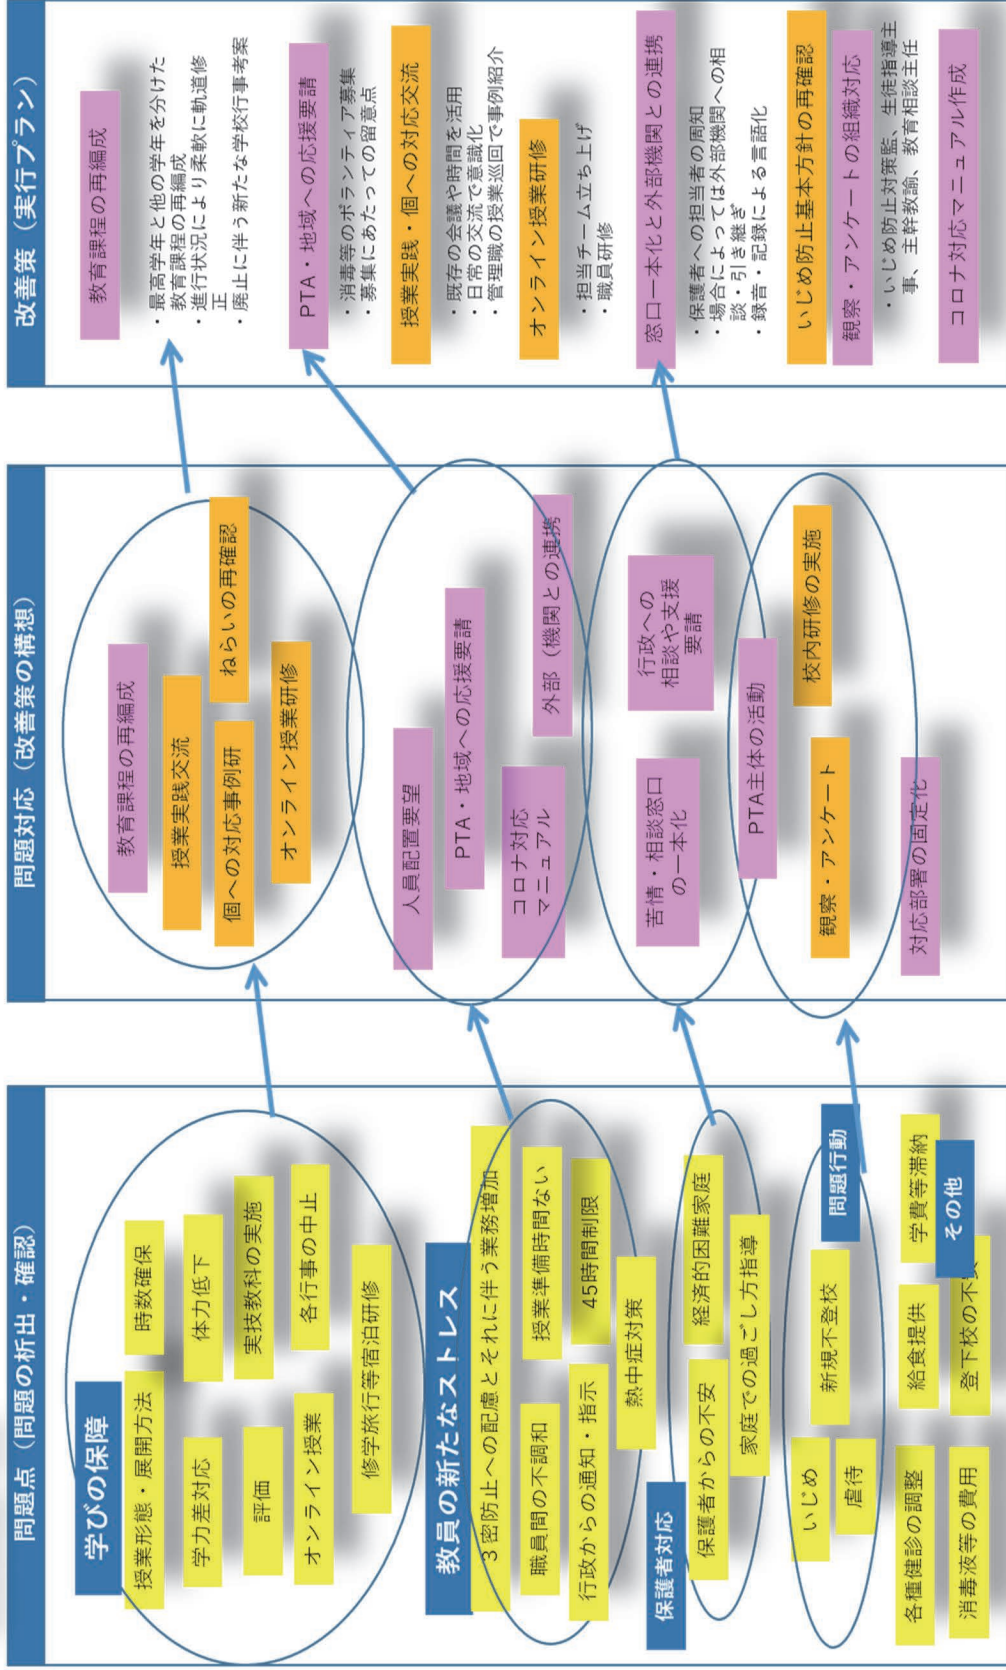 問題点（問題の析出・確認）
学びの保障
授業形態・展開方法
時数確保
学力差対応
体力低下
評価
実技教科の実施
オンライン授業
各行事の中止
修学旅行等宿泊研修
教員の新たなストレス
３密防止への配慮とそれに伴う業務増加
職員間の不調和
授業準備時間ない
行政からの通知・指示
45時間制限
熱中症対策
保護者対応
保護者からの不安
経済的困難家庭
家庭での過ごし方指導
問題行動
いじめ
新規不登校
虐待
その他
各種健診の調整
給食提供
学費等滞納
消毒液等の費用
登下校の不安
問題対応（改善策の構想）
教育課程の再編成
授業実践交流
個への対応事例研
ねらいの再確認
オンライン授業研修
人員配置要望
PTA・地域への応援要請
コロナ対応
マニュアル
外部（機関との連携
苦情・相談窓口
の一本化
行政への
相談や支援
要請
PTA主体の活動
観察・アンケート
校内研修の実施
対応部署の固定化
改善策（実行プラン）
教育課程の再編成
・最高学年と他の学年を分けた
教育課程の再編成
・進行状況により柔軟に軌道修
正
・廃止に伴う新たな学校行事考案
PTA・地域への応援要請
・消毒等のボランティア募集
・募集にあたっての留意点
授業実践・個への対応交流
・既存の会議や時間を活用
・日常の交流で意識化
・管理職の授業巡回で事例紹介
オンライン授業研修
・担当チーム立ち上げ
・職員研修
窓口一本化と外部機関との連携
・保護者への担当者の周知
・場合によっては外部機関への相
談・引き継ぎ
・録音・記録による言語化
いじめ防止基本方針の再確認
観察・アンケートの組織対応
・いじめ防止対策監、生徒指導主
事、主幹教諭、教育相談主任
コロナ対応マニュアル作成